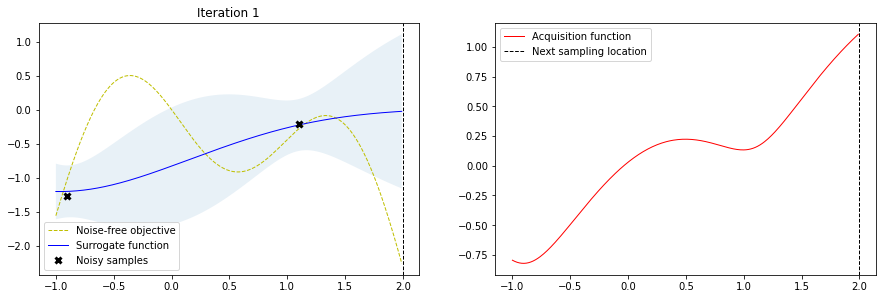 Iteration 1
1.0
0.5
0.0
−0.5
−1.0
−1.5
−2.0
Noise-free objective
Surrogate function
Noisy samples
−1.0 −0.5 0.0 0.5 1.0 1.5 2.0
Acquisition function
Next sampling location
1.00
0.75
0.50
0.25
0.00
−0.25
−0.50
−0.75
−1.0 −0.5 0.0 0.5 1.0 1.5 2.0